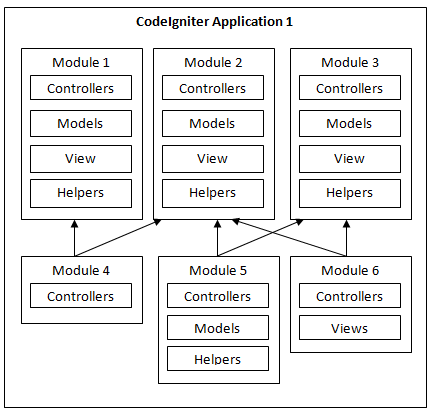 CodeIgniter Application 1
Module 1
Controllers
Models
View
Helpers
Module 2
Controllers
Models
View
Helpers
Module 3
Controllers
Models
View
Helpers
Module 4
Controllers
Module 5
Controllers
Models
Helpers
Module 6
Controllers
Views